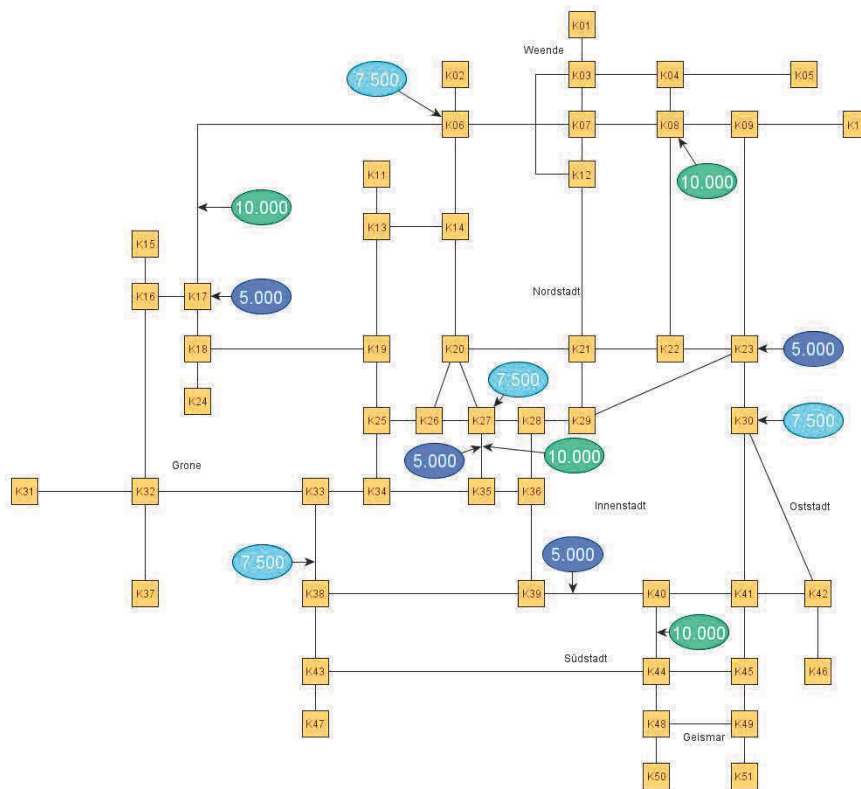 K01
Weende
K02
K03
K04
K05
7.500
K06
K07
K08
K09
K1
K11
K12
10.000
10.000
K13
K14
K15
K16
K17
5.000
Nordstadt
K18
K19
K20
K21
K22
K23
5.000
7.500
K24
K25
K26
K27
K28
K29
K30
7.500
5.000
10.000
Grone
K31
K32
K33
K34
K35
K36
Innenstadt
Oststadt
7.500
5.000
K37
K38
K39
K40
K41
K42
10.000
Südstadt
K43
K44
K45
K46
K47
K48
K49
Geismar
K50
K51